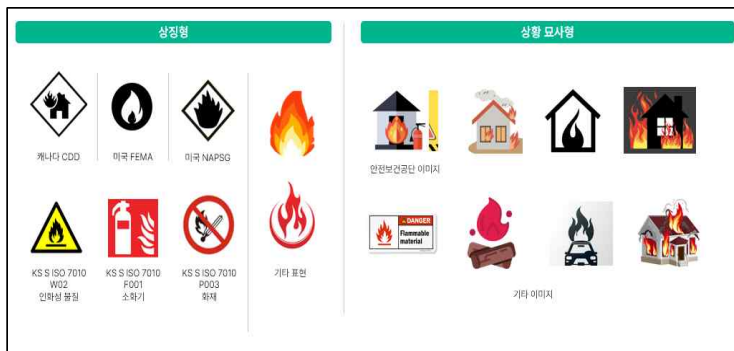 상징형
상황 묘사형
캐나다 CDD
미국 FEMA
미국 NAPSG
안전보건공단 이미지
KS S ISO 7010
W02
인화성 물질
KS S ISO 7010
F001
소화기
KS S ISO 7010
P003
화재
기타 표현
DANGER
Flammable
material
기타 이미지